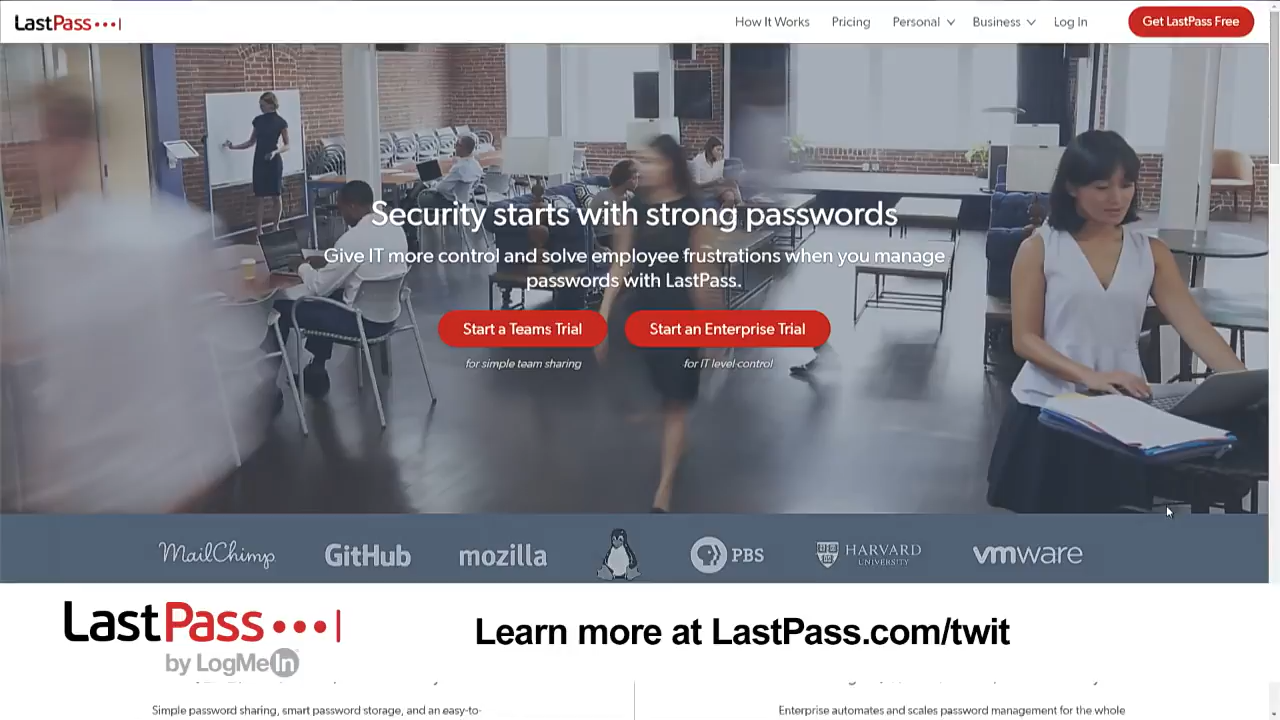 LastPass
How It Works
Pricing
Personal
Business
Log In
Get LastPass Free
Security starts with strong passwords
Give IT more control and solve employee frustrations when you manage
passwords with LastPass.
Start a Teams Trial
Start an Enterprise Trial
for simple team sharing
for IT level control
MailChimp
GitHub
mozilla
PBS
HARVARD
UNIVERSITY
vmware
LastPass
by LogMeIn
Learn more at LastPass.com/twit
Simple password sharing, smart password storage, and an easy-to-
Enterprise automates and scales password management for the whole